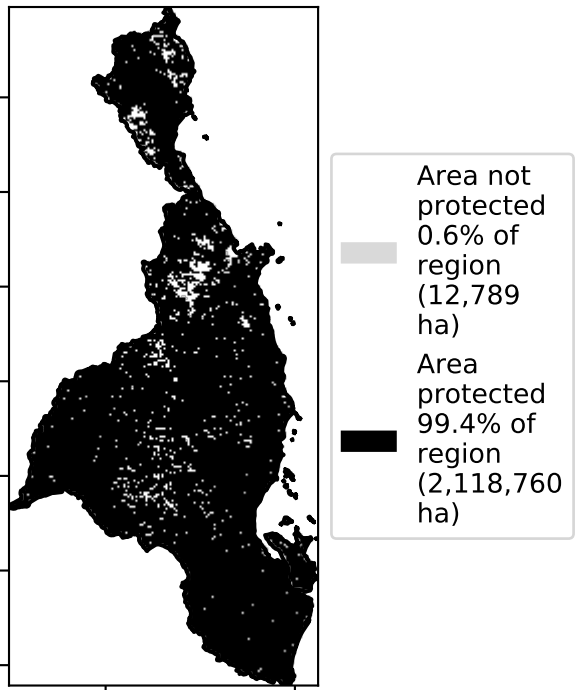 Area not
protected
0.6% of
region
(12,789
ha)
Area
protected
99.4% of
region
(2,118,760
ha)